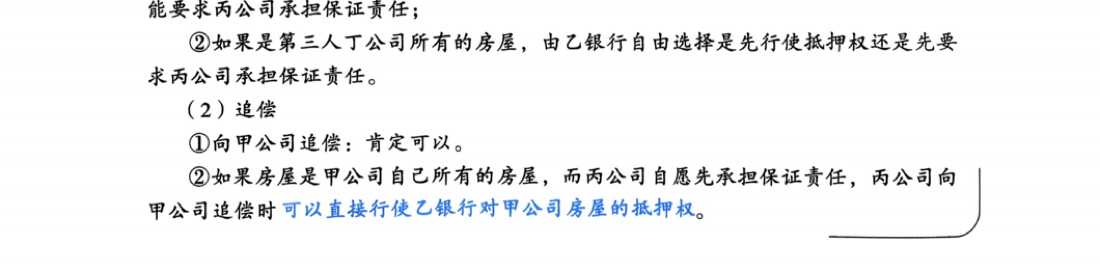 能要求丙公司承担保证责任；
②如果是第三人丁公司所有的房屋，由乙银行自由选择是先行使抵押权还是先要
求丙公司承担保证责任。
（2）追偿
①向甲公司追偿：肯定可以。
②如果房屋是甲公司自己所有的房屋，而丙公司自愿先承担保证责任，丙公司向
甲公司追偿时可以直接行使乙银行对甲公司房屋的抵押权。